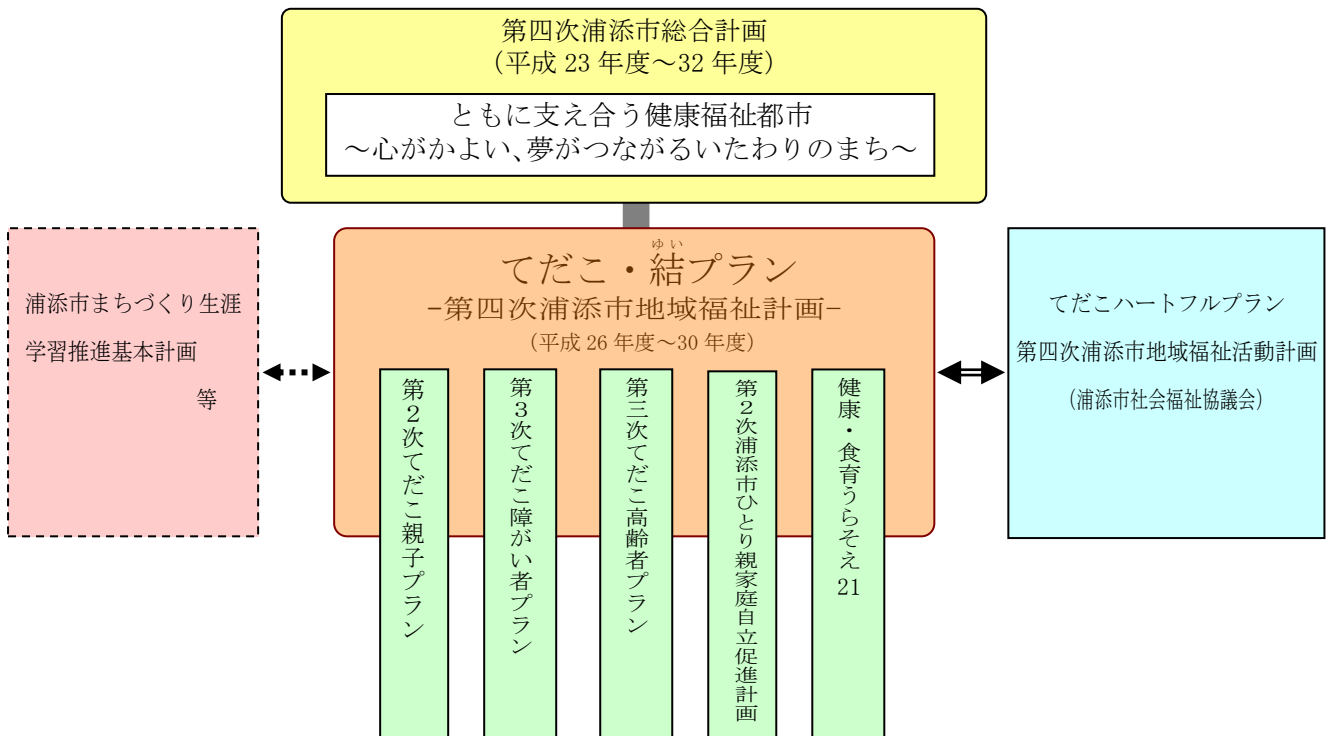 第四次浦添市総合計画
（平成 23 年度～32 年度）
ともに支え合う健康福祉都市
～心がかよい、夢がつながるいたわりのまち～
浦添市まちづくり生涯
学習推進基本計画
等
ゆい
てだこ・結プラン
−第四次浦添市地域福祉計画−
（平成 26 年度～30 年度）
てだこハートフルプラン
第四次浦添市地域福祉活動計画
（浦添市社会福祉協議会）
第２次てだこ親子プラン
第３次てだこ障がい者プラン
第三次てだこ高齢者プラン
第２次浦添市ひとり親家庭自立促進計画
健康・食育うらそえ 21